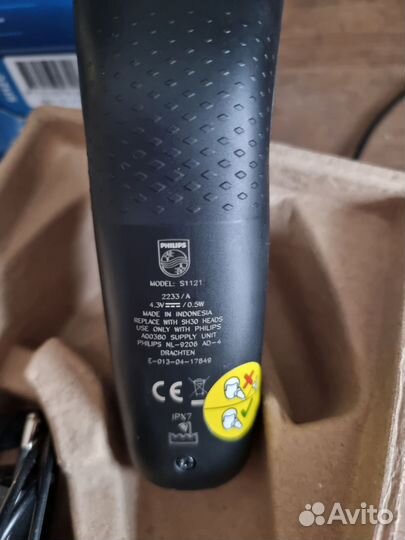 PHILIPS
MODEL: S1121
2233/A
4.3V⎓/0.5W
MADE IN INDONESIA
REPLACE WITH SH30 HEADS
USE ONLY WITH PHILIPS
A00390 SUPPLY UNIT
PHILIPS NL-9206 AD-4
DRACHTEN
E-013-04-17849
CE
IPX7
Avito